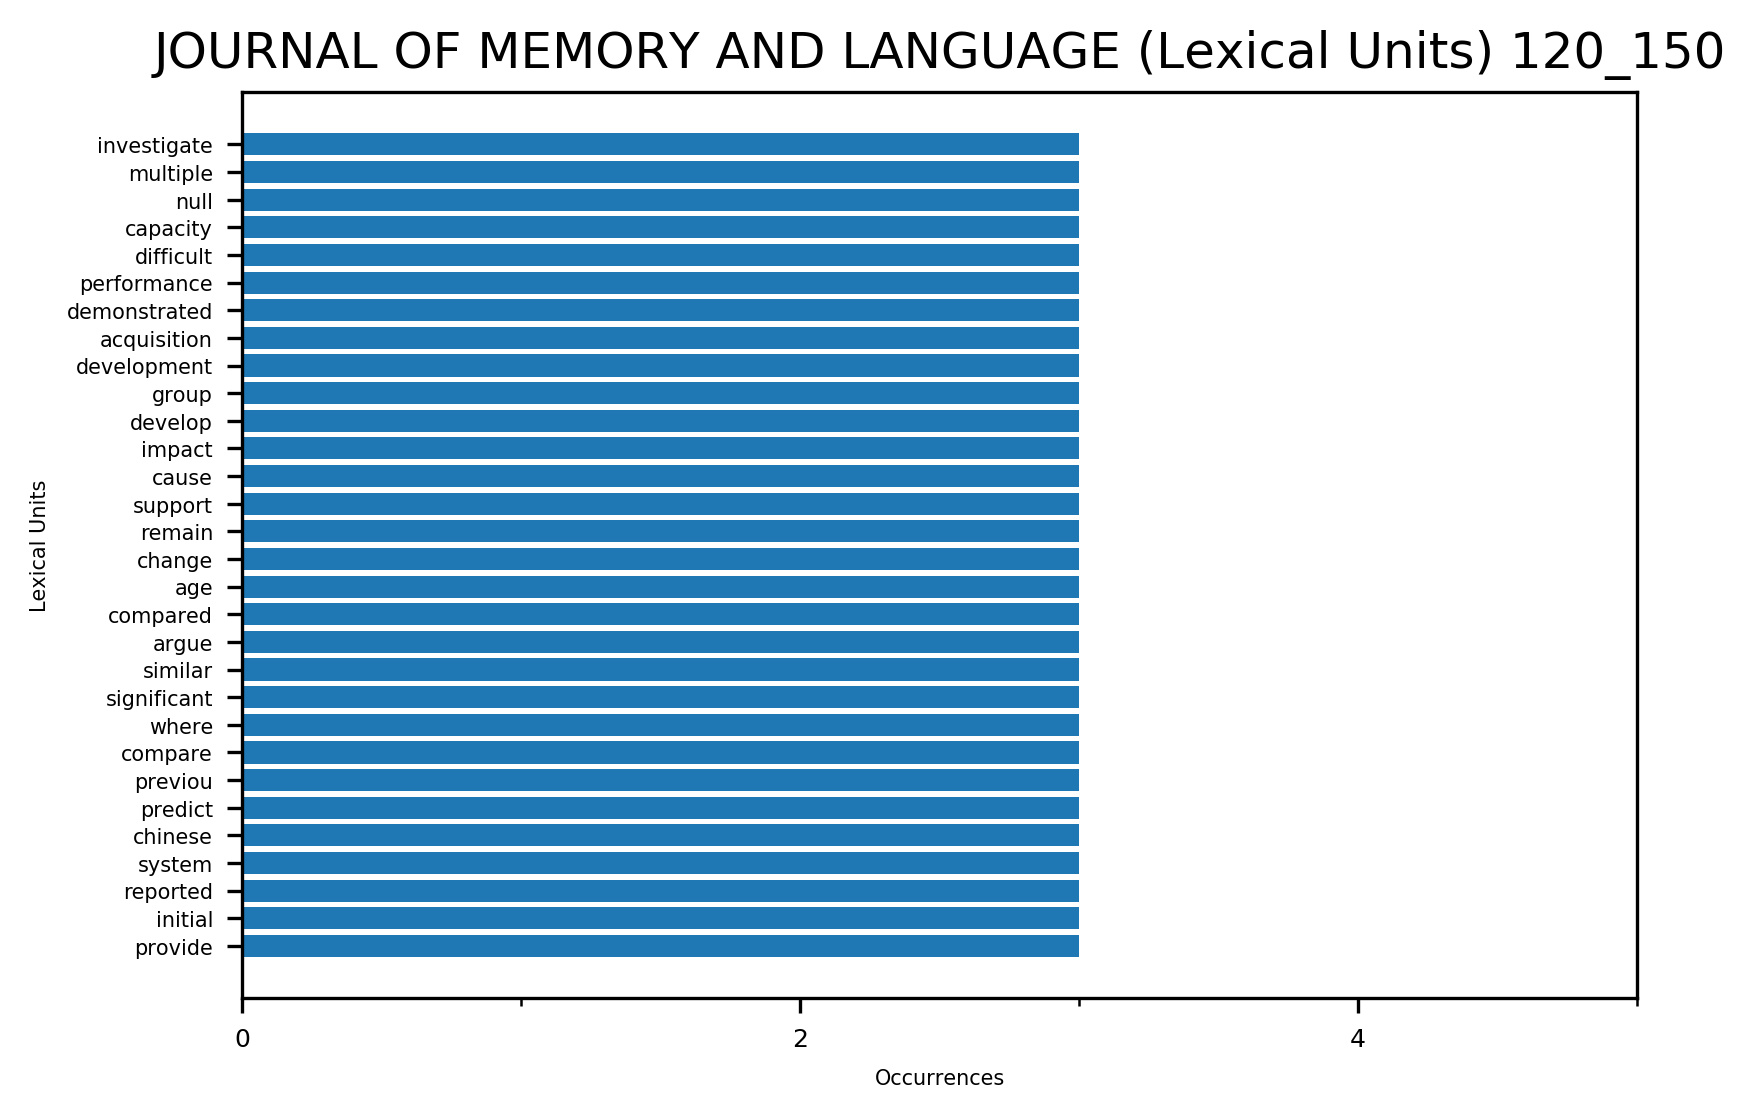 JOURNAL OF MEMORY AND LANGUAGE (Lexical Units) 120_150
investigate
multiple
null
capacity
difficult
performance
demonstrated
acquisition
development
group
develop
impact
cause
support
remain
change
age
compared
argue
similar
significant
where
compare
previou
predict
chinese
system
reported
initial
provide
Lexical Units
0 2 4
Occurrences